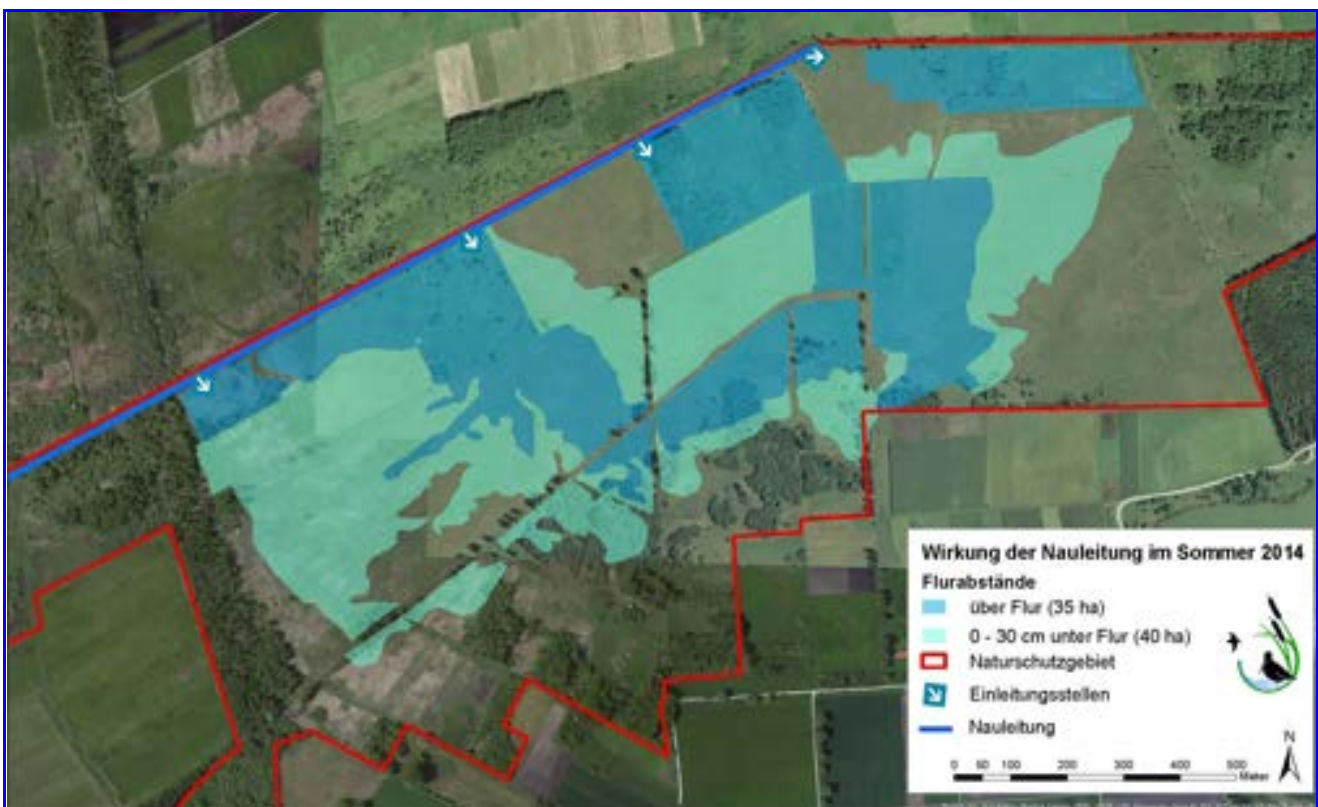 Wirkung der Nauleitung im Sommer 2014
Flurabstände
über Flur (35 ha)
0 - 30 cm unter Flur (40 ha)
Naturschutzgebiet
Einleitungsstellen
Nauleitung
N
0 50 100 200 300 400 500
Meter